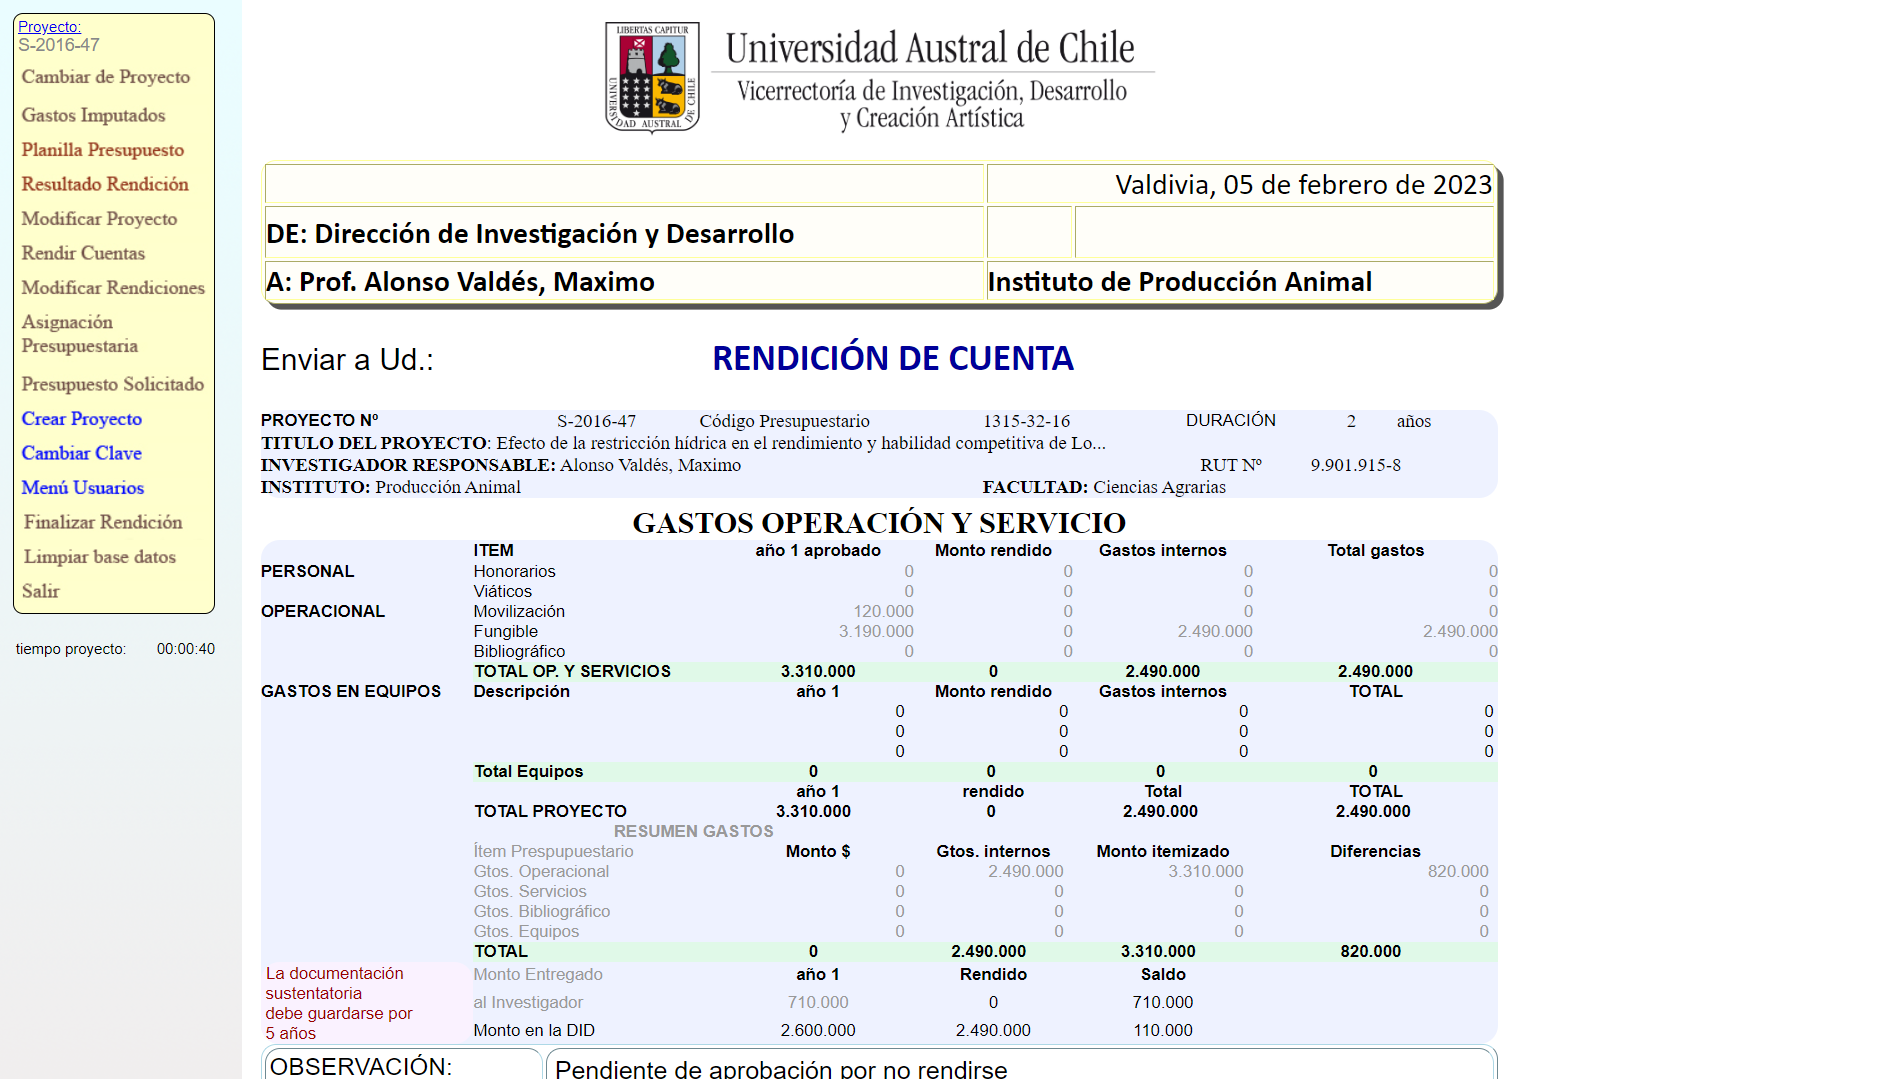 Proyecto:
S-2016-47
Cambiar de Proyecto
Gastos Imputados
Planilla Presupuesto
Resultado Rendición
Modificar Proyecto
Rendir Cuentas
Modificar Rendiciones
Asignación
Presupuestaria
Presupuesto Solicitado
Crear Proyecto
Cambiar Clave
Menú Usuarios
Finalizar Rendición
Limpiar base datos
Salir
tiempo proyecto: 00:00:40
LIBERTAS CAPITUR
UNIVERSIDAD AUSTRAL DE CHILE
Universidad Austral de Chile
Vicerrectoría de Investigación, Desarrollo
y Creación Artística
Valdivia, 05 de febrero de 2023
DE: Dirección de Investigación y Desarrollo
A: Prof. Alonso Valdés, Maximo Instituto de Producción Animal
Enviar a Ud.: RENDICIÓN DE CUENTA
PROYECTO Nº S-2016-47 Código Presupuestario 1315-32-16 DURACIÓN 2 años
TITULO DEL PROYECTO: Efecto de la restricción hídrica en el rendimiento y habilidad competitiva de Lo...
INVESTIGADOR RESPONSABLE: Alonso Valdés, Maximo RUT Nº 9.901.915-8
INSTITUTO: Producción Animal FACULTAD: Ciencias Agrarias
GASTOS OPERACIÓN Y SERVICIO
ITEM año 1 aprobado Monto rendido Gastos internos Total gastos
PERSONAL Honorarios 0 0 0 0
Viáticos 0 0 0 0
OPERACIONAL Movilización 120.000 0 0 0
Fungible 3.190.000 0 2.490.000 2.490.000
Bibliográfico 0 0 0 0
TOTAL OP. Y SERVICIOS 3.310.000 0 2.490.000 2.490.000
GASTOS EN EQUIPOS Descripción año 1 Monto rendido Gastos internos TOTAL
0 0 0 0
0 0 0 0
0 0 0 0
Total Equipos 0 0 0 0
año 1 rendido Total TOTAL
TOTAL PROYECTO 3.310.000 0 2.490.000 2.490.000
RESUMEN GASTOS
Ítem Prespupuestario Monto $ Gtos. internos Monto itemizado Diferencias
Gtos. Operacional 0 2.490.000 3.310.000 820.000
Gtos. Servicios 0 0 0 0
Gtos. Bibliográfico 0 0 0 0
Gtos. Equipos 0 0 0 0
TOTAL 0 2.490.000 3.310.000 820.000
La documentación
sustentatoria
debe guardarse por
5 años
Monto Entregado año 1 Rendido Saldo
al Investigador 710.000 0 710.000
Monto en la DID 2.600.000 2.490.000 110.000
OBSERVACIÓN: Pendiente de aprobación por no rendirse